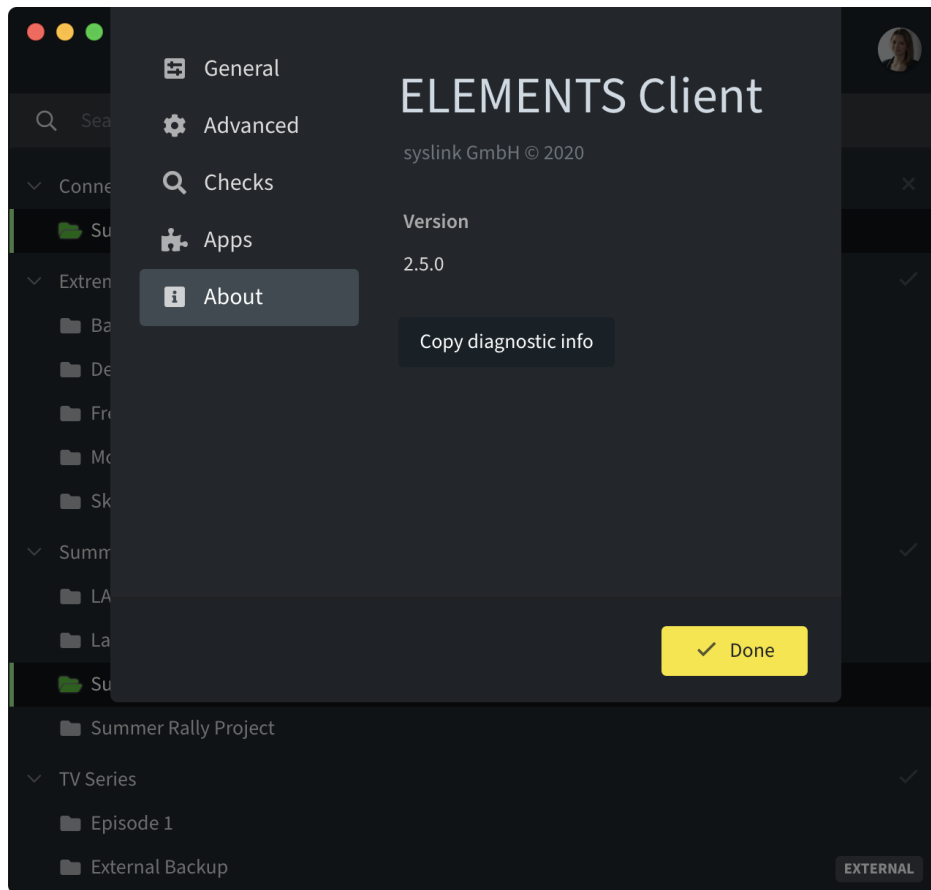 General
Advanced
Checks
Apps
About
ELEMENTS Client
syslink GmbH © 2020
Version
2.5.0
Copy diagnostic info
Done
Summer Rally Project
TV Series
Episode 1
External Backup
EXTERNAL